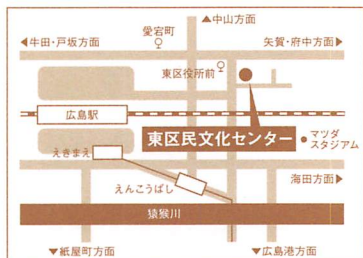 ▲中山方面
愛宕町
◀牛田・戸坂方面
矢賀・府中方面▶
東区役所前
広島駅
東区民文化センター
マツダ
スタジアム
えきまえ
海田方面▶
えんこうばし
猿猴川
▼紙屋町方面
▼広島港方面